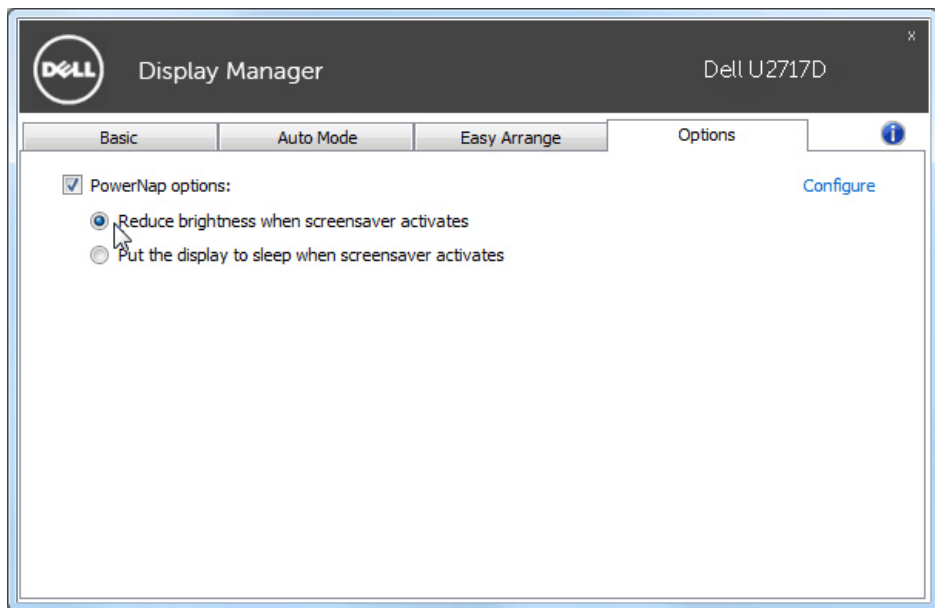 x
DELL Display Manager Dell U2717D
Basic Auto Mode Easy Arrange Options i
PowerNap options: Configure
Reduce brightness when screensaver activates
Put the display to sleep when screensaver activates